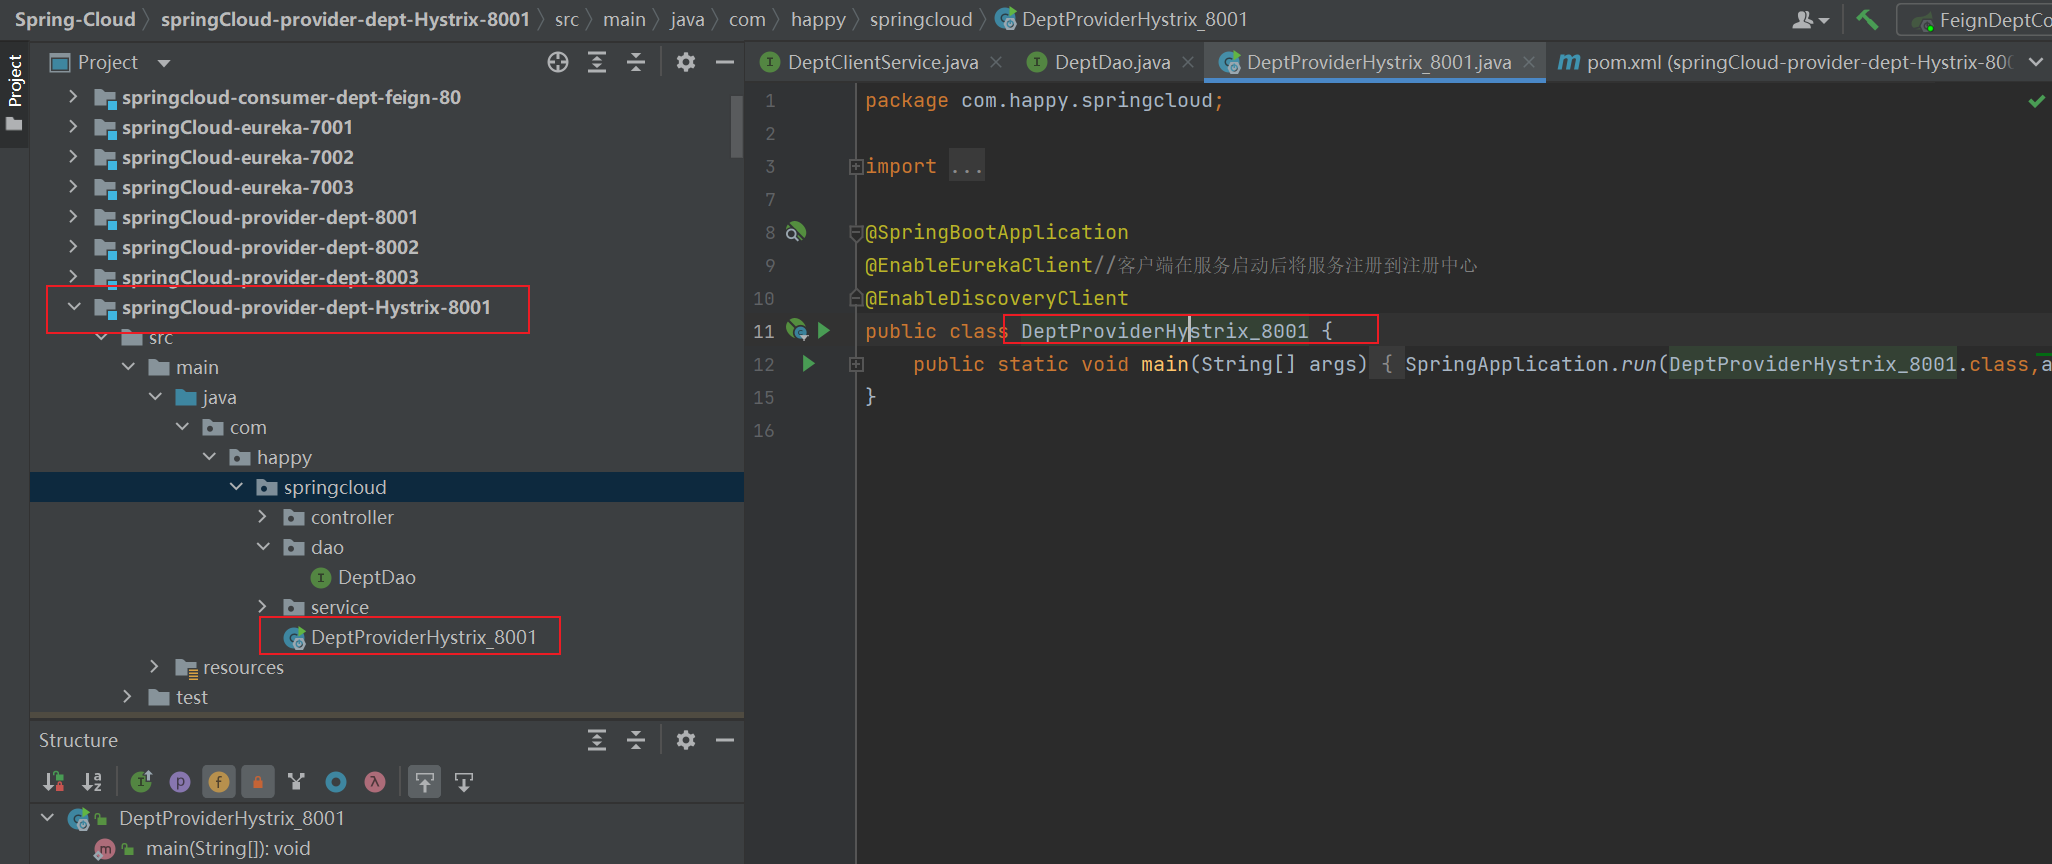 Spring-Cloud springCloud-provider-dept-Hystrix-8001 src main java com happy springcloud DeptProviderHystrix_8001 FeignDeptCo
Project
Project
springcloud-consumer-dept-feign-80
springCloud-eureka-7001
springCloud-eureka-7002
springCloud-eureka-7003
springCloud-provider-dept-8001
springCloud-provider-dept-8002
springCloud-provider-dept-8003
springCloud-provider-dept-Hystrix-8001
src
main
java
com
happy
springcloud
controller
dao
DeptDao
service
DeptProviderHystrix_8001
resources
test
Structure
DeptProviderHystrix_8001
main(String[]): void
DeptClientService.java DeptDao.java DeptProviderHystrix_8001.java pom.xml (springCloud-provider-dept-Hystrix-800
1 package com.happy.springcloud;
2
3 import ...
7
8 @SpringBootApplication
9 @EnableEurekaClient//客户端在服务启动后将服务注册到注册中心
10 @EnableDiscoveryClient
11 public class DeptProviderHystrix_8001 {
12 public static void main(String[] args) { SpringApplication.run(DeptProviderHystrix_8001.class,a
15 }
16